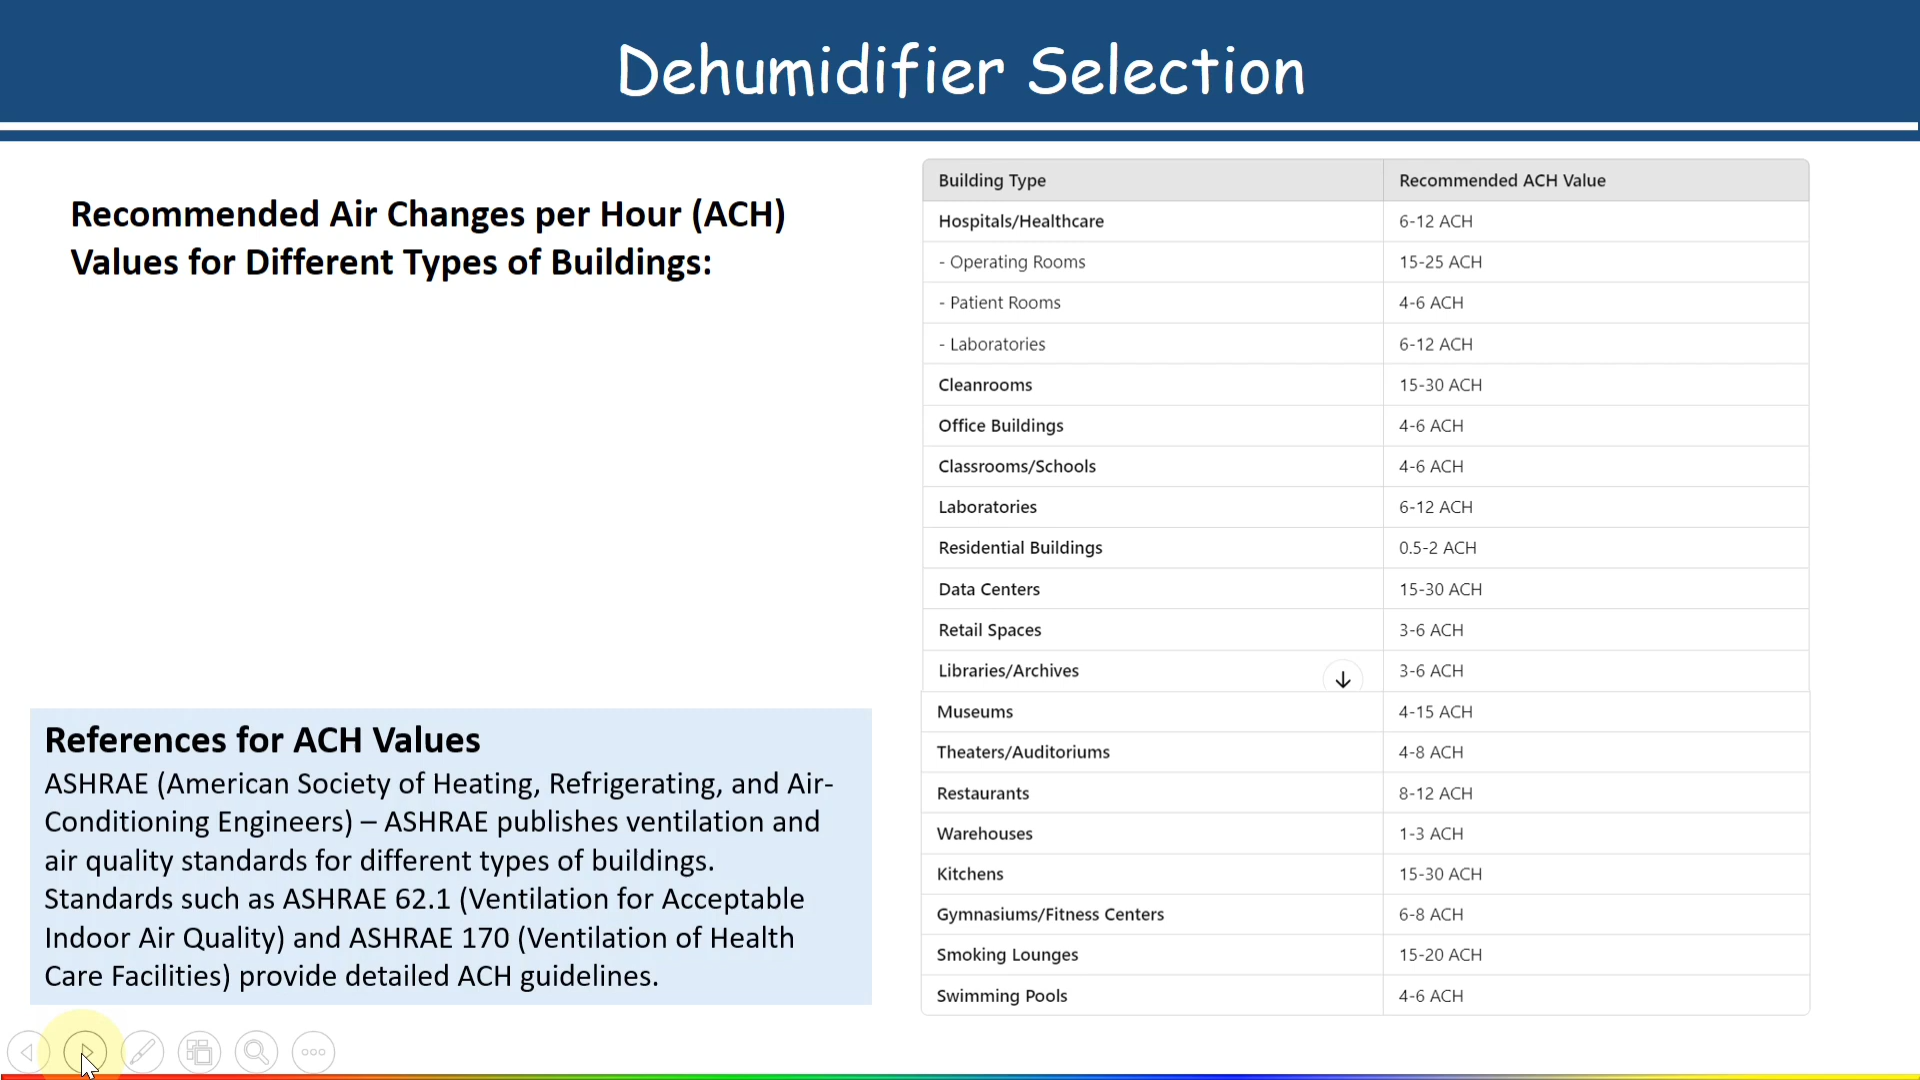 Dehumidifier Selection
Recommended Air Changes per Hour (ACH)
Values for Different Types of Buildings:
References for ACH Values
ASHRAE (American Society of Heating, Refrigerating, and Air-
Conditioning Engineers) – ASHRAE publishes ventilation and
air quality standards for different types of buildings.
Standards such as ASHRAE 62.1 (Ventilation for Acceptable
Indoor Air Quality) and ASHRAE 170 (Ventilation of Health
Care Facilities) provide detailed ACH guidelines.
Building Type Recommended ACH Value
Hospitals/Healthcare 6-12 ACH
- Operating Rooms 15-25 ACH
- Patient Rooms 4-6 ACH
- Laboratories 6-12 ACH
Cleanrooms 15-30 ACH
Office Buildings 4-6 ACH
Classrooms/Schools 4-6 ACH
Laboratories 6-12 ACH
Residential Buildings 0.5-2 ACH
Data Centers 15-30 ACH
Retail Spaces 3-6 ACH
Libraries/Archives 3-6 ACH
Museums 4-15 ACH
Theaters/Auditoriums 4-8 ACH
Restaurants 8-12 ACH
Warehouses 1-3 ACH
Kitchens 15-30 ACH
Gymnasiums/Fitness Centers 6-8 ACH
Smoking Lounges 15-20 ACH
Swimming Pools 4-6 ACH